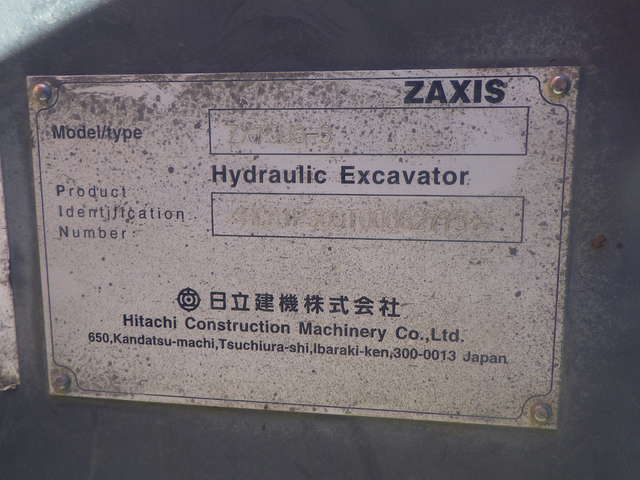 ZAXIS
Model/type
Hydraulic Excavator
Product
Identification
Number
日立建機株式会社
Hitachi Construction Machinery Co.,Ltd.
650,Kandatsu-machi,Tsuchiura-shi,Ibaraki-ken,300-0013 Japan